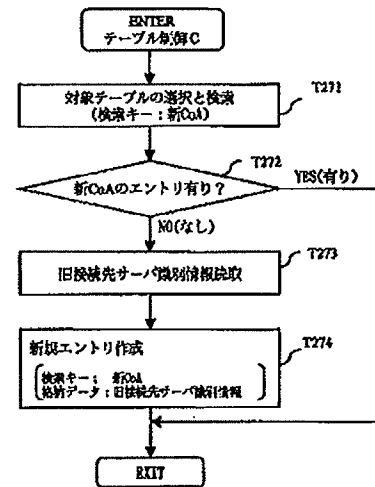 ENTER
テーブル制御C
T271
対象テーブルの選択と検索
(検索キー:新CoA)
T272
新CoAのエントリ有り?
YES(有り)
NO(なし)
T273
旧接続先サーバ識別情報読取
T274
新規エントリ作成
検索キー: 新CoA
格納データ:旧接続先サーバ識別情報
EXIT